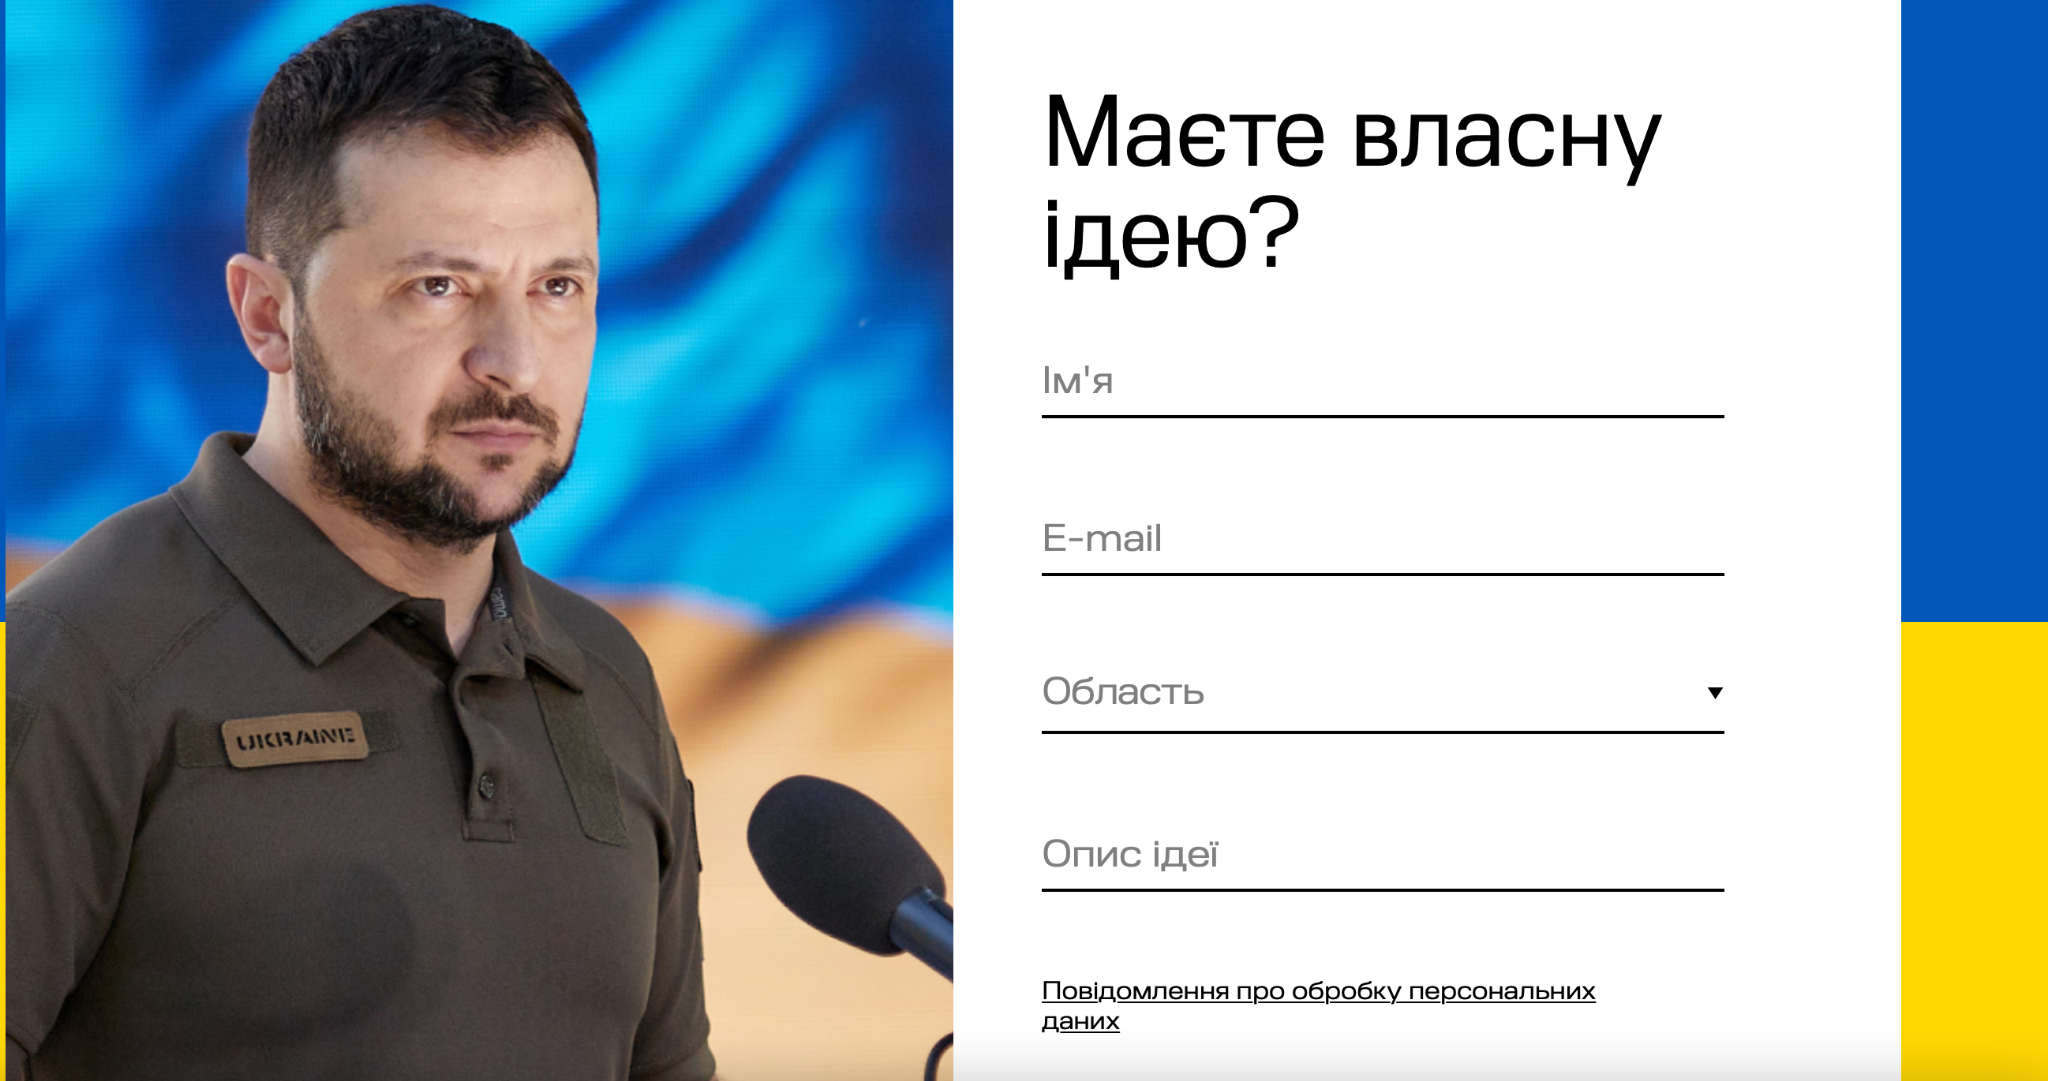 Маєте власну
ідею?
Ім'я
E-mail
Область
Опис ідеї
Повідомлення про обробку персональних
даних
UKRAINE